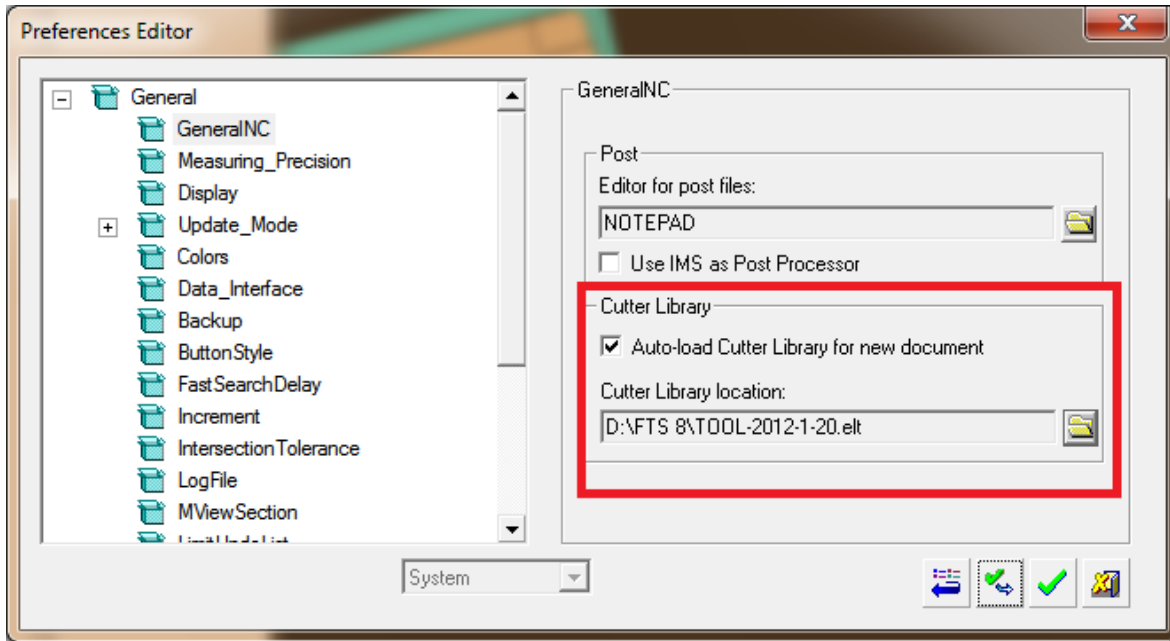 Preferences Editor
General
GeneralNC
Measuring_Precision
Display
Update_Mode
Colors
Data_Interface
Backup
ButtonStyle
FastSearchDelay
Increment
IntersectionTolerance
LogFile
MViewSection
LimitUndoList
GeneralNC
Post
Editor for post files:
NOTEPAD
Use IMS as Post Processor
Cutter Library
Auto-load Cutter Library for new document
Cutter Library location:
D:\FTS 8\TOOL-2012-1-20.elt
System